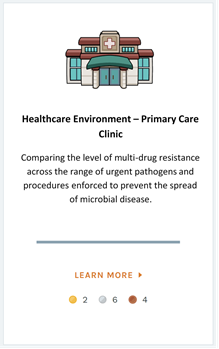 Healthcare Environment – Primary Care
Clinic
Comparing the level of multi-drug resistance
across the range of urgent pathogens and
procedures enforced to prevent the spread
of microbial disease.
LEARN MORE
2 6 4